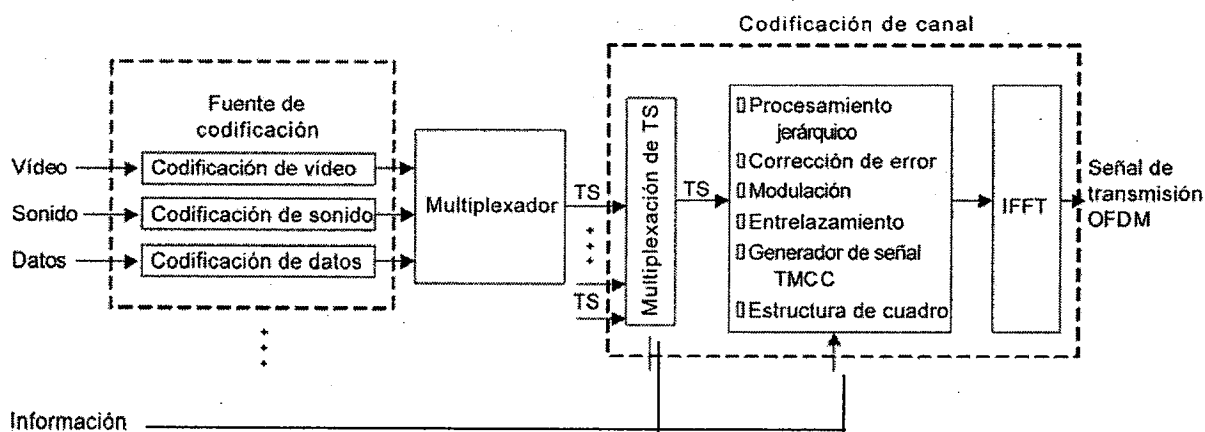 Codificación de canal
Fuente de
codificación
Vídeo
Codificación de vídeo
Sonido
Codificación de sonido
Datos
Codificación de datos
Multiplexador
TS
TS
Multiplexación de TS
TS
Procesamiento
jerárquico
Corrección de error
Modulación
Entrelazamiento
Generador de señal
TMCC
Estructura de cuadro
IFFT
Señal de
transmisión
OFDM
Información